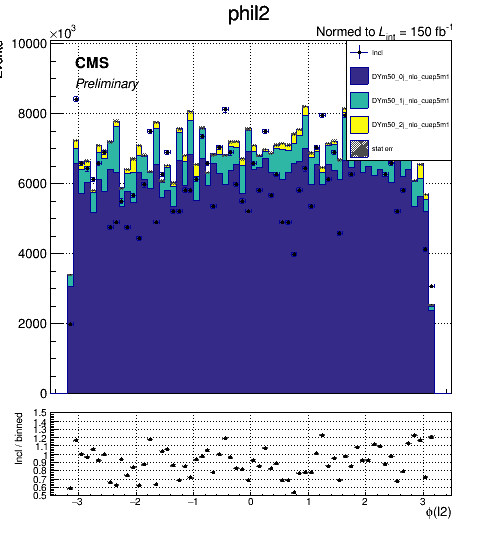 phil2
Normed to L_int = 150 fb^-1
×10^3
Events
CMS
Preliminary
Incl
DYm50_0j_nlo_cuep5m1
DYm50_1j_nlo_cuep5m1
DYm50_2j_nlo_cuep5m1
stat err
10000
8000
6000
4000
2000
0
Incl / binned
1.5
1.4
1.3
1.2
1.1
1
0.9
0.8
0.7
0.6
0.5
−3 −2 −1 0 1 2 3
ϕ(l2)